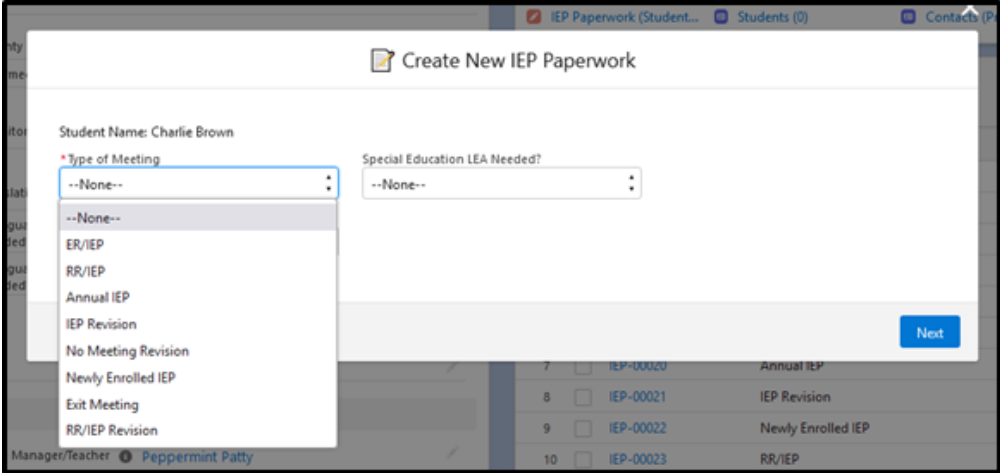 IEP Paperwork (Student... Students (0) Contacts (P
Create New IEP Paperwork
Student Name: Charlie Brown
*Type of Meeting Special Education LEA Needed?
--None-- --None--
--None--
ER/IEP
RR/IEP
Annual IEP
IEP Revision
No Meeting Revision
Newly Enrolled IEP
Exit Meeting
RR/IEP Revision
Next
7 IEP-00020 Annual IEP
8 IEP-00021 IEP Revision
9 IEP-00022 Newly Enrolled IEP
Manager/Teacher Peppermint Patty 10 IEP-00023 RR/IEP